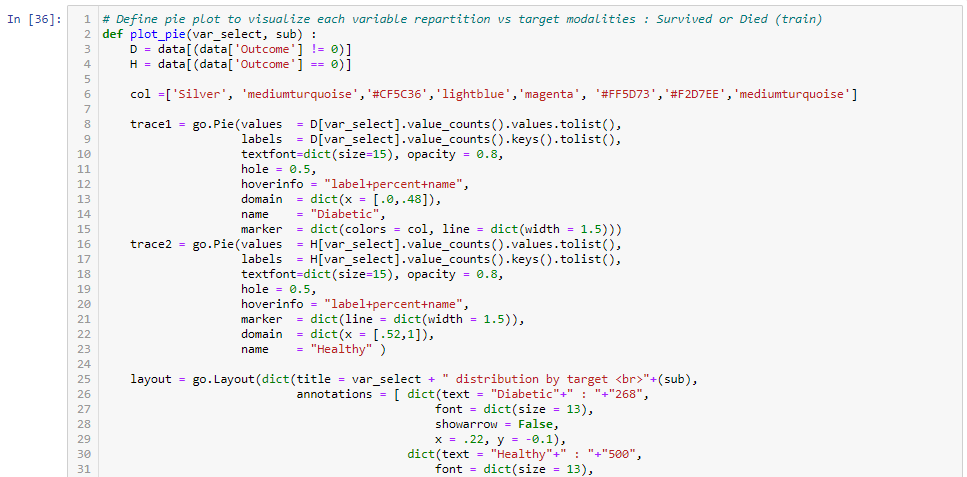 In [36]:
1 # Define pie plot to visualize each variable repartition vs target modalities : Survived or Died (train)
2 def plot_pie(var_select, sub) :
3     D = data[(data['Outcome'] != 0)]
4     H = data[(data['Outcome'] == 0)]
5
6     col =['Silver', 'mediumturquoise','#CF5C36','lightblue','magenta', '#FF5D73','#F2D7EE','mediumturquoise']
7
8     trace1 = go.Pie(values  = D[var_select].value_counts().values.tolist(),
9                     labels  = D[var_select].value_counts().keys().tolist(),
10                     textfont=dict(size=15), opacity = 0.8,
11                     hole = 0.5,
12                     hoverinfo = "label+percent+name",
13                     domain  = dict(x = [.0,.48]),
14                     name    = "Diabetic",
15                     marker  = dict(colors = col, line = dict(width = 1.5)))
16     trace2 = go.Pie(values  = H[var_select].value_counts().values.tolist(),
17                     labels  = H[var_select].value_counts().keys().tolist(),
18                     textfont=dict(size=15), opacity = 0.8,
19                     hole = 0.5,
20                     hoverinfo = "label+percent+name",
21                     marker  = dict(line = dict(width = 1.5)),
22                     domain  = dict(x = [.52,1]),
23                     name    = "Healthy" )
24
25     layout = go.Layout(dict(title = var_select + " distribution by target <br>"+(sub),
26                             annotations = [ dict(text = "Diabetic"+" : "+"268",
27                                                 font = dict(size = 13),
28                                                 showarrow = False,
29                                                 x = .22, y = -0.1),
30                                             dict(text = "Healthy"+" : "+"500",
31                                                 font = dict(size = 13),